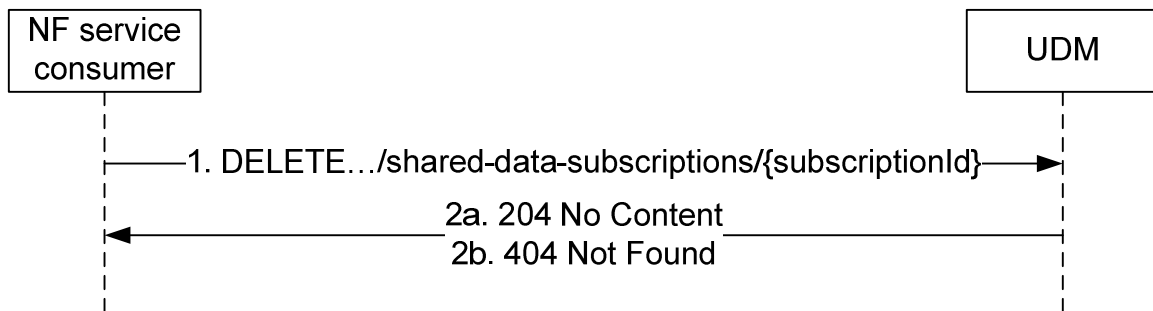 NF service
consumer
UDM
1. DELETE…/shared-data-subscriptions/{subscriptionId}
2a. 204 No Content
2b. 404 Not Found